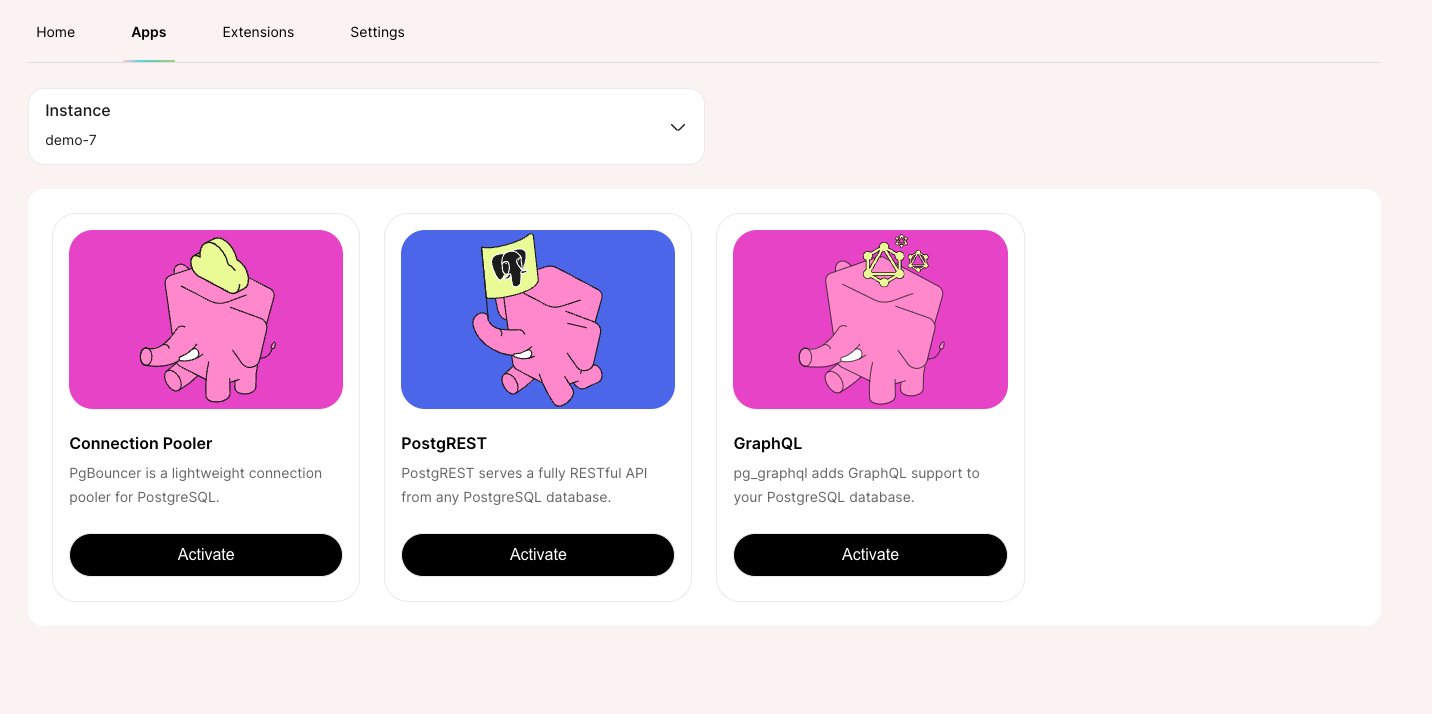 Home Apps Extensions Settings
Instance
demo-7
Connection Pooler
PgBouncer is a lightweight connection
pooler for PostgreSQL.
Activate
PostgREST
PostgREST serves a fully RESTful API
from any PostgreSQL database.
Activate
GraphQL
pg_graphql adds GraphQL support to
your PostgreSQL database.
Activate